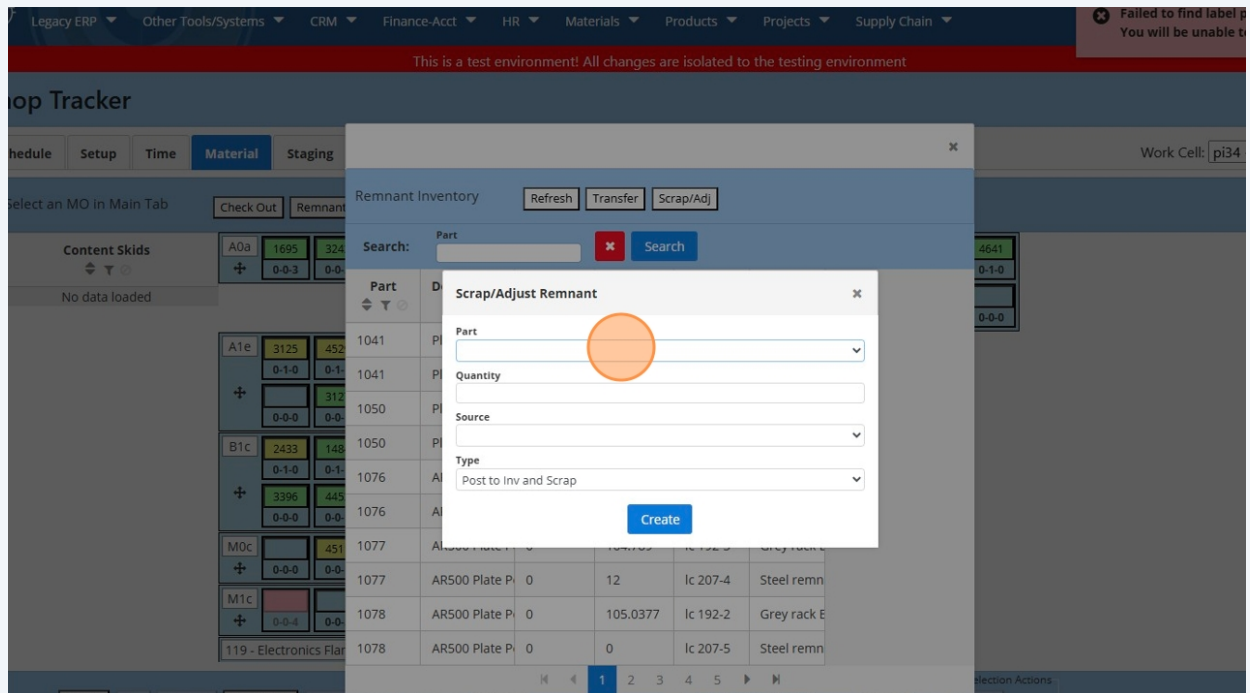 Legacy ERP Other Tools/Systems CRM Finance-Acct HR Materials Products Projects Supply Chain
Failed to find label
You will be unable
This is a test environment! All changes are isolated to the testing environment
Tracker
Setup Time Material Staging
Work Cell: pi34
Select an MO in Main Tab
Check Out Remnant
Remnant Inventory Refresh Transfer Scrap/Adj
Content Skids
No data loaded
A0a 1695
0-0-3
Search: Part Search
4641
0-1-0
0-0-0
Part
Scrap/Adjust Remnant
Part
Quantity
Source
Type
Post to Inv and Scrap
Create
A1e 3125
0-1-0
0-0-0
B1c 2433
0-1-0
3396
0-0-0
M0c
0-0-0
M1c
0-0-4
119 - Electronics
1041
1041
1050
1050
1076
1076
1077
1077 AR500 Plate 0 12 lc 207-4 Steel
1078 AR500 Plate 0 105.0377 lc 192-2 Grey rack
1078 AR500 Plate 0 0 lc 207-5 Steel
1 2 3 4 5
Actions